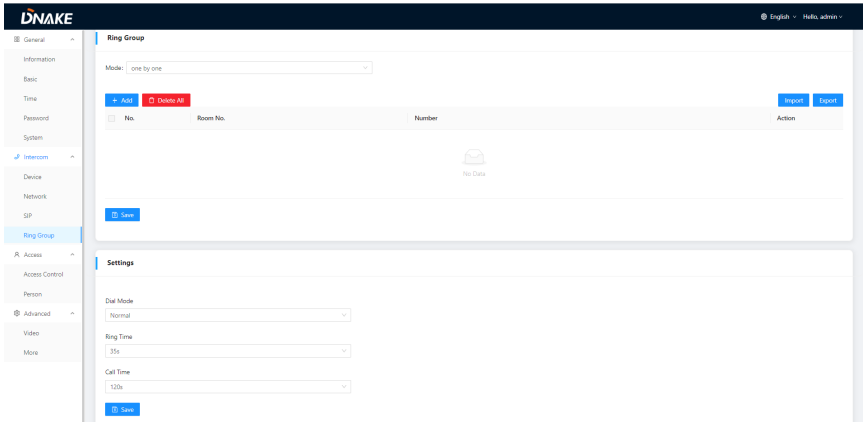 DNAKE
English
Hello, admin
General
Information
Basic
Time
Password
System
Intercom
Device
Network
SIP
Ring Group
Access
Access Control
Person
Advanced
Video
More
Ring Group
Mode: one by one
+ Add Delete All Import Export
No. Room No. Number Action
No Data
Save
Settings
Dial Mode
Normal
Ring Time
35s
Call Time
120s
Save